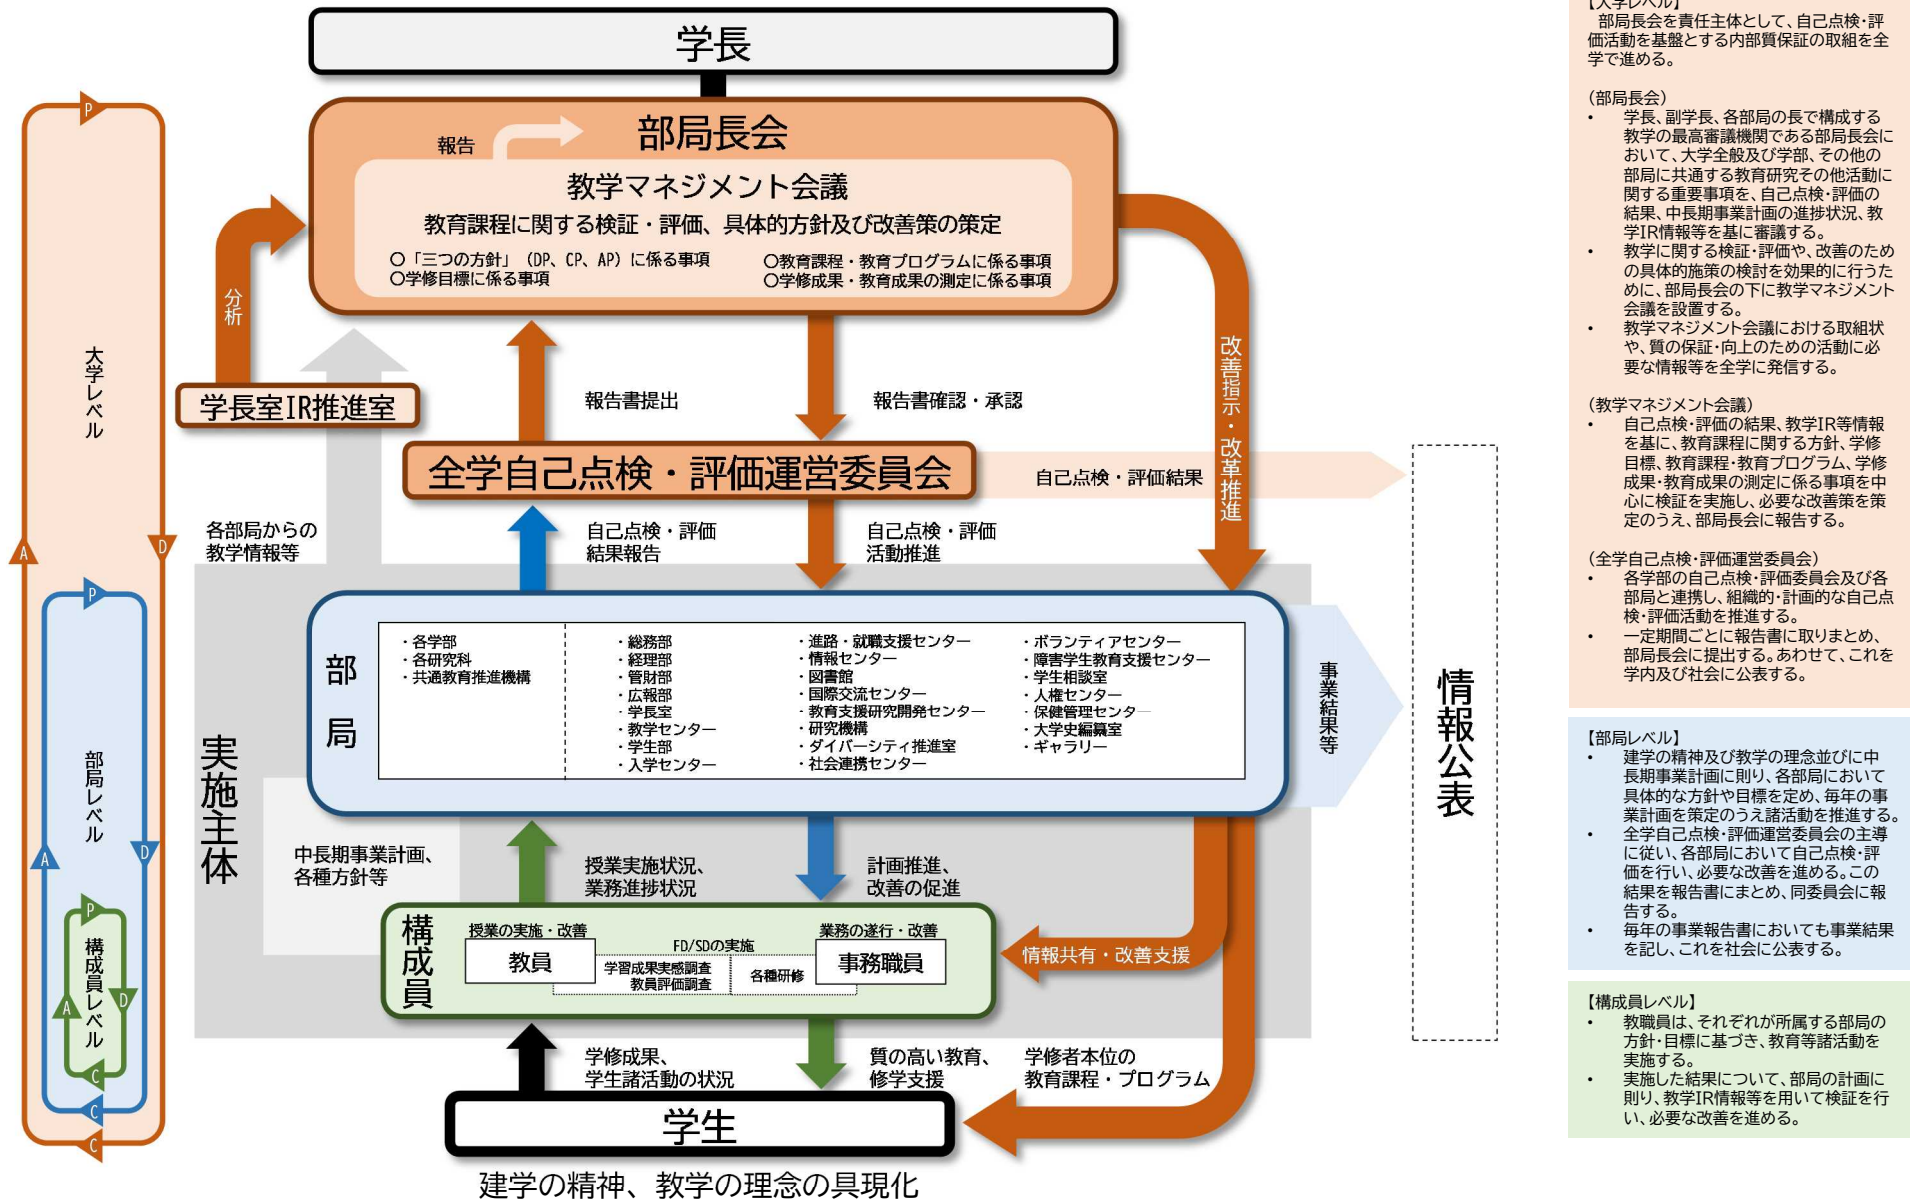 学長
部局長会
報告
教学マネジメント会議
教育課程に関する検証・評価、具体的方針及び改善策の策定
〇「三つの方針」(DP、CP、AP)に係る事項
〇学修目標に係る事項
〇教育課程・教育プログラムに係る事項
〇学修成果・教育成果の測定に係る事項
分析
学長室IR推進室
報告書提出
報告書確認・承認
改善指示・改革推進
全学自己点検・評価運営委員会
自己点検・評価結果
各部局からの
教学情報等
自己点検・評価
結果報告
自己点検・評価
活動推進
実施主体
部局
・各学部
・各研究科
・共通教育推進機構
・総務部
・経理部
・管財部
・広報部
・学長室
・教学センター
・学生部
・入学センター
・進路・就職支援センター
・情報センター
・図書館
・国際交流センター
・教育支援研究開発センター
・研究機構
・ダイバーシティ推進室
・社会連携センター
・ボランティアセンター
・障害学生教育支援センター
・学生相談室
・人権センター
・保健管理センター
・大学史編纂室
・ギャラリー
事業結果等
情報公表
中長期事業計画、
各種方針等
授業実施状況、
業務進捗状況
計画推進、
改善の促進
構成員
授業の実施・改善
教員
FD/SDの実施
学習成果実感調査
教員評価調査
各種研修
業務の遂行・改善
事務職員
情報共有・改善支援
学修成果、
学生諸活動の状況
質の高い教育、
修学支援
学修者本位の
教育課程・プログラム
学生
建学の精神、教学の理念の具現化
大学レベル
P
D
C
A
部局レベル
P
D
C
A
構成員レベル
P
D
C
A
【大学レベル】
部局長会を責任主体として、自己点検・評
価活動を基盤とする内部質保証の取組を全
学で進める。
(部局長会)
• 学長、副学長、各部局の長で構成する
教学の最高審議機関である部局長会に
おいて、大学全般及び学部、その他の
部局に共通する教育研究その他活動に
関する重要事項を、自己点検・評価の
結果、中長期事業計画の進捗状況、教
学IR情報等を基に審議する。
• 教学に関する検証・評価や、改善のため
の具体的施策の検討を効果的に行うた
めに、部局長会の下に教学マネジメント
会議を設置する。
• 教学マネジメント会議における取組状
や、質の保証・向上のための活動に必
要な情報等を全学に発信する。
(教学マネジメント会議)
• 自己点検・評価の結果、教学IR等情報
を基に、教育課程に関する方針、学修
目標、教育課程・教育プログラム、学修
成果・教育成果の測定に係る事項を中
心に検証を実施し、必要な改善策を策
定のうえ、部局長会に報告する。
(全学自己点検・評価運営委員会)
• 各学部の自己点検・評価委員会及び各
部局と連携し、組織的・計画的な自己点
検・評価活動を推進する。
• 一定期間ごとに報告書に取りまとめ、
部局長会に提出する。あわせて、これを
学内及び社会に公表する。
【部局レベル】
• 建学の精神及び教学の理念並びに中
長期事業計画に則り、各部局において
具体的な方針や目標を定め、毎年の事
業計画を策定のうえ諸活動を推進する。
• 全学自己点検・評価運営委員会の主導
に従い、各部局において自己点検・評
価を行い、必要な改善を進める。この
結果を報告書にまとめ、同委員会に報
告する。
• 毎年の事業報告書においても事業結果
を記し、これを社会に公表する。
【構成員レベル】
• 教職員は、それぞれが所属する部局の
方針・目標に基づき、教育等諸活動を
実施する。
• 実施した結果について、部局の計画に
則り、教学IR情報等を用いて検証を行
い、必要な改善を進める。